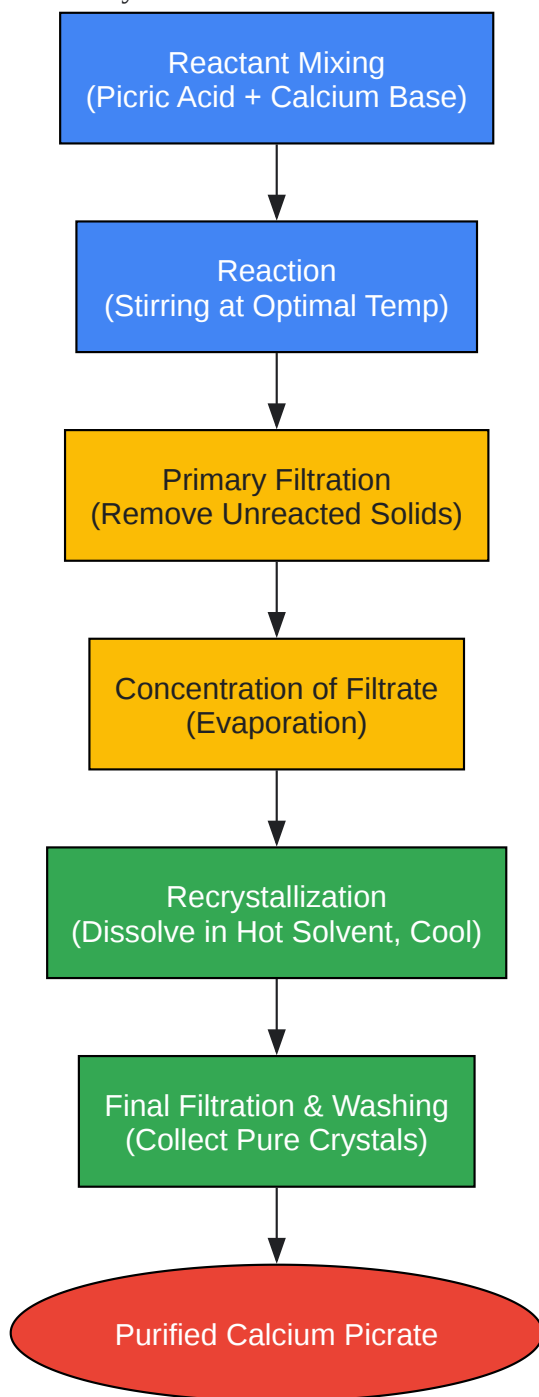 Reactant Mixing
(Picric Acid + Calcium Base)
Reaction
(Stirring at Optimal Temp)
Primary Filtration
(Remove Unreacted Solids)
Concentration of Filtrate
(Evaporation)
Recrystallization
(Dissolve in Hot Solvent, Cool)
Final Filtration & Washing
(Collect Pure Crystals)
Purified Calcium Picrate